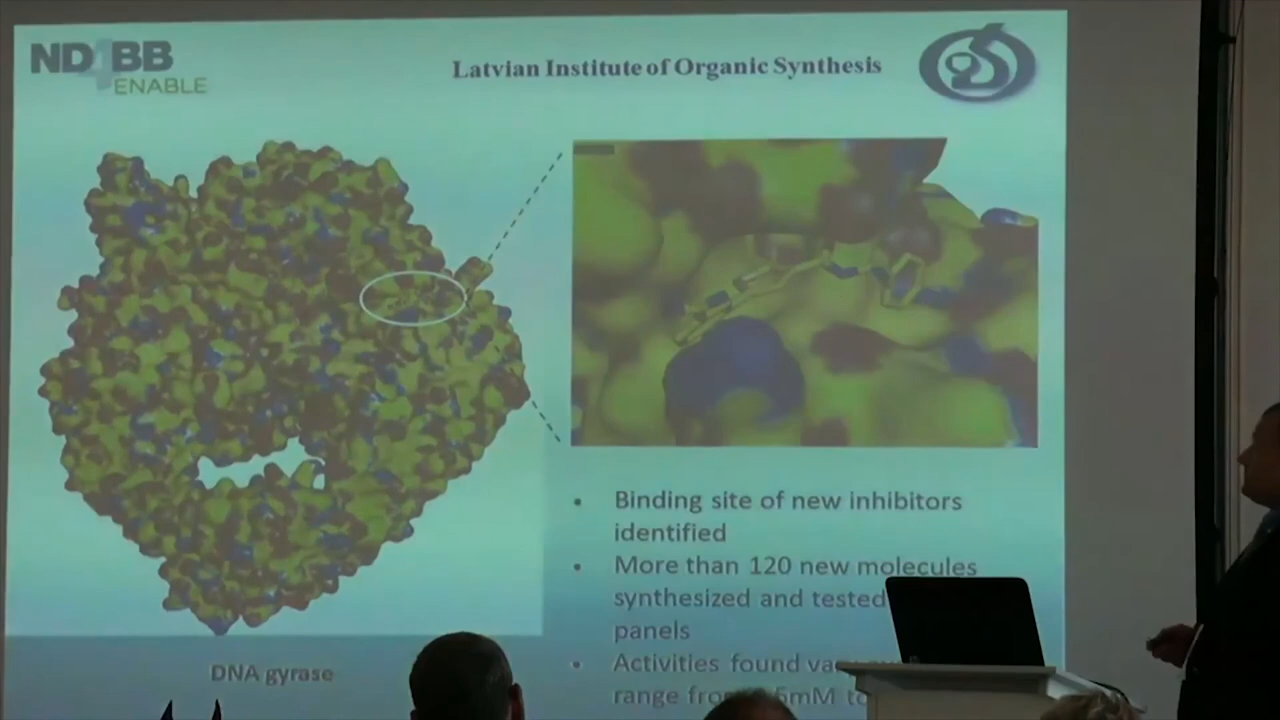 ND4BB
ENABLE
Latvian Institute of Organic Synthesis
• Binding site of new inhibitors
identified
• More than 120 new molecules
synthesized and tested
panels
• Activities found
range
DNA gyrase